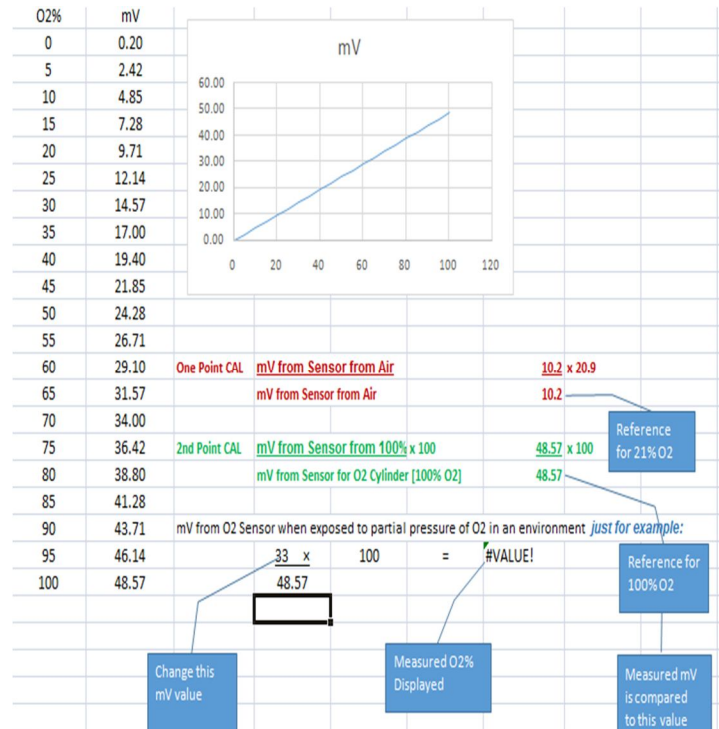 O2% mV
0 0.20
5 2.42
10 4.85
15 7.28
20 9.71
25 12.14
30 14.57
35 17.00
40 19.40
45 21.85
50 24.28
55 26.71
60 29.10
65 31.57
70 34.00
75 36.42
80 38.80
85 41.28
90 43.71
95 46.14
100 48.57
mV
60.00
50.00
40.00
30.00
20.00
10.00
0.00
0 20 40 60 80 100 120
One Point CAL mV from Sensor from Air 10.2 x 20.9
mV from Sensor from Air 10.2
Reference
for 21% O2
2nd Point CAL mV from Sensor from 100% x 100 48.57 x 100
mV from Sensor for O2 Cylinder [100% O2] 48.57
mV from O2 Sensor when exposed to partial pressure of O2 in an environment just for example:
33 x 100 = #VALUE!
48.57
Reference for
100% O2
Change this
mV value
Measured O2%
Displayed
Measured mV
is compared
to this value